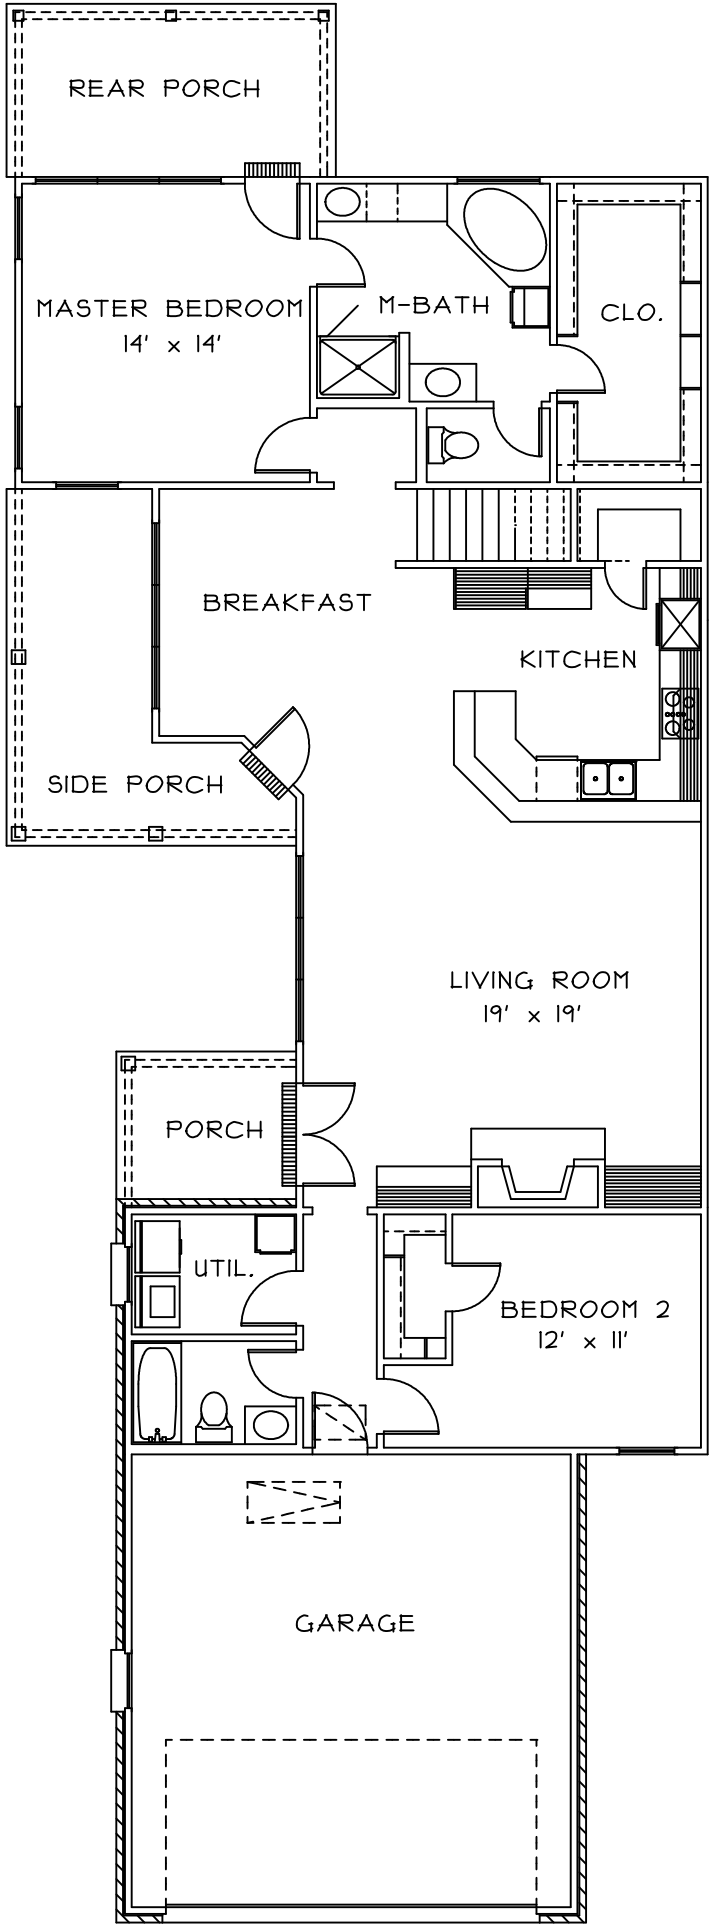 REAR PORCH
MASTER BEDROOM
14' x 14'
M-BATH
CLO.
BREAKFAST
KITCHEN
SIDE PORCH
LIVING ROOM
19' x 19'
PORCH
UTIL.
BEDROOM 2
12' x 11'
GARAGE